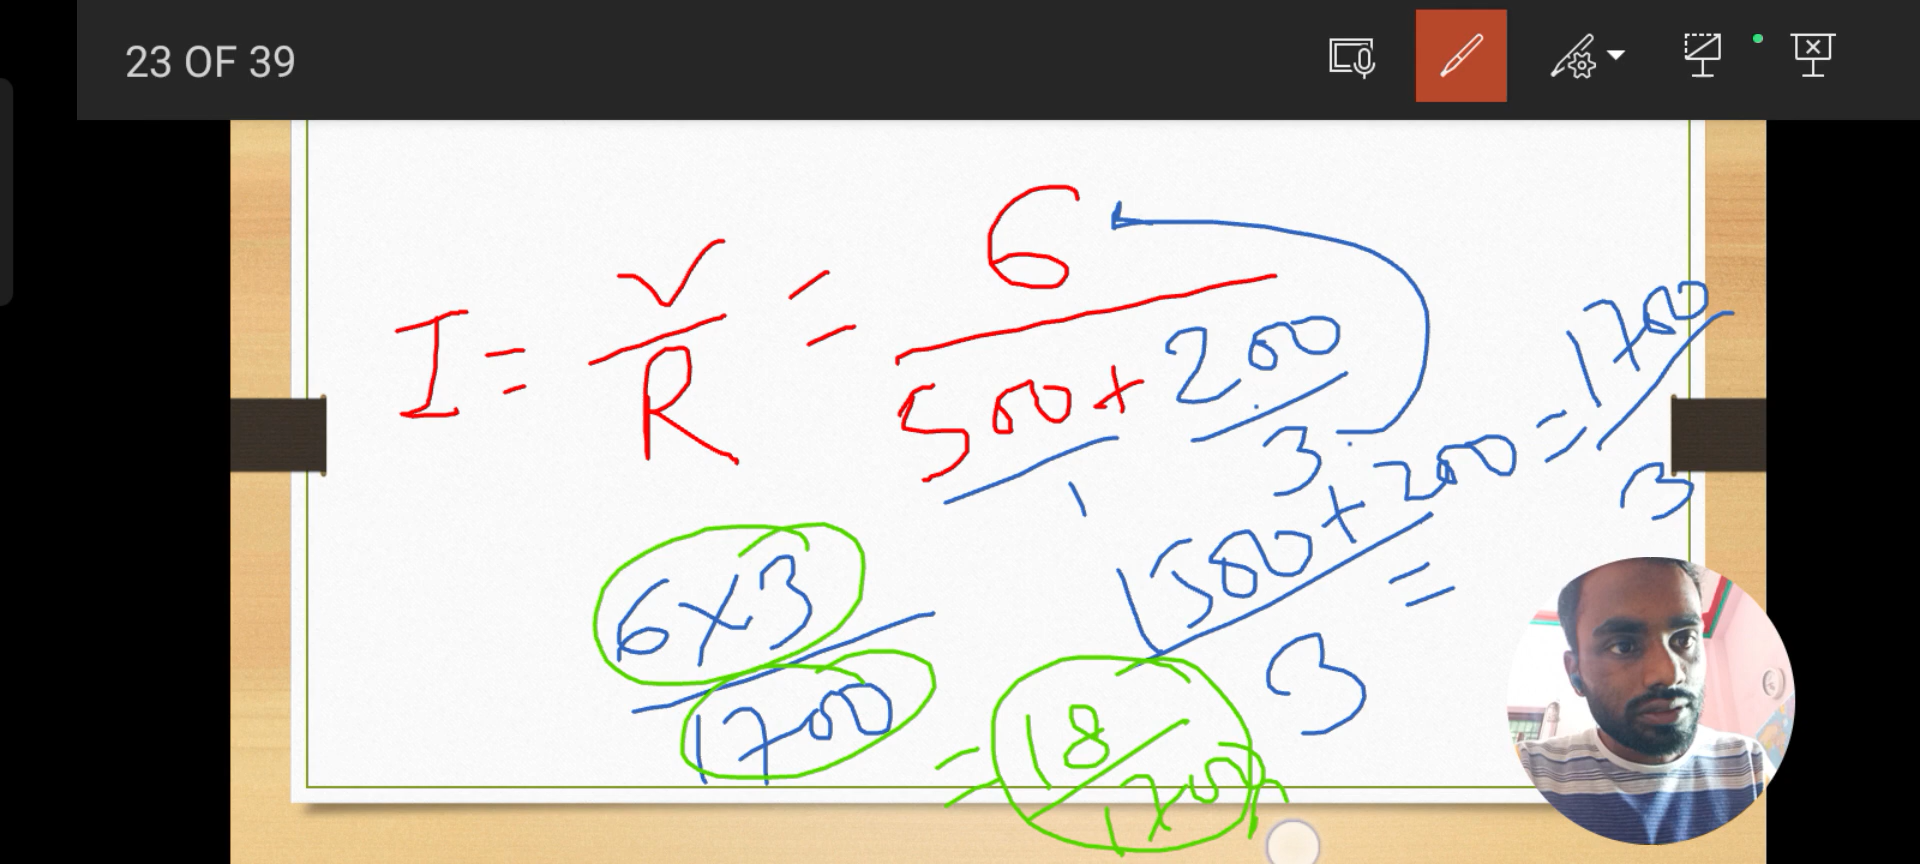 23 OF 39
I = V/R = 6/(500/1 + 200/3)
(1500 + 200)/3 = 1700/3
=
6×3/1700 = 18/1700